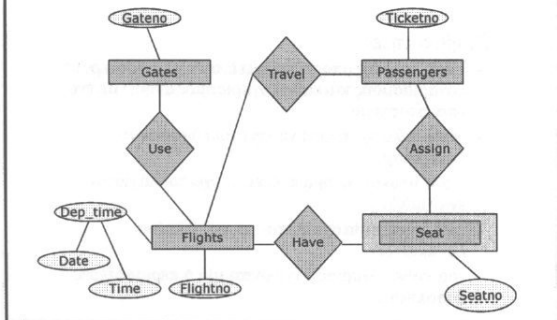 Gateno
Ticketno
Gates
Travel
Passengers
Use
Assign
Dep_time
Flights
Have
Seat
Date
Time
Flightno
Seatno